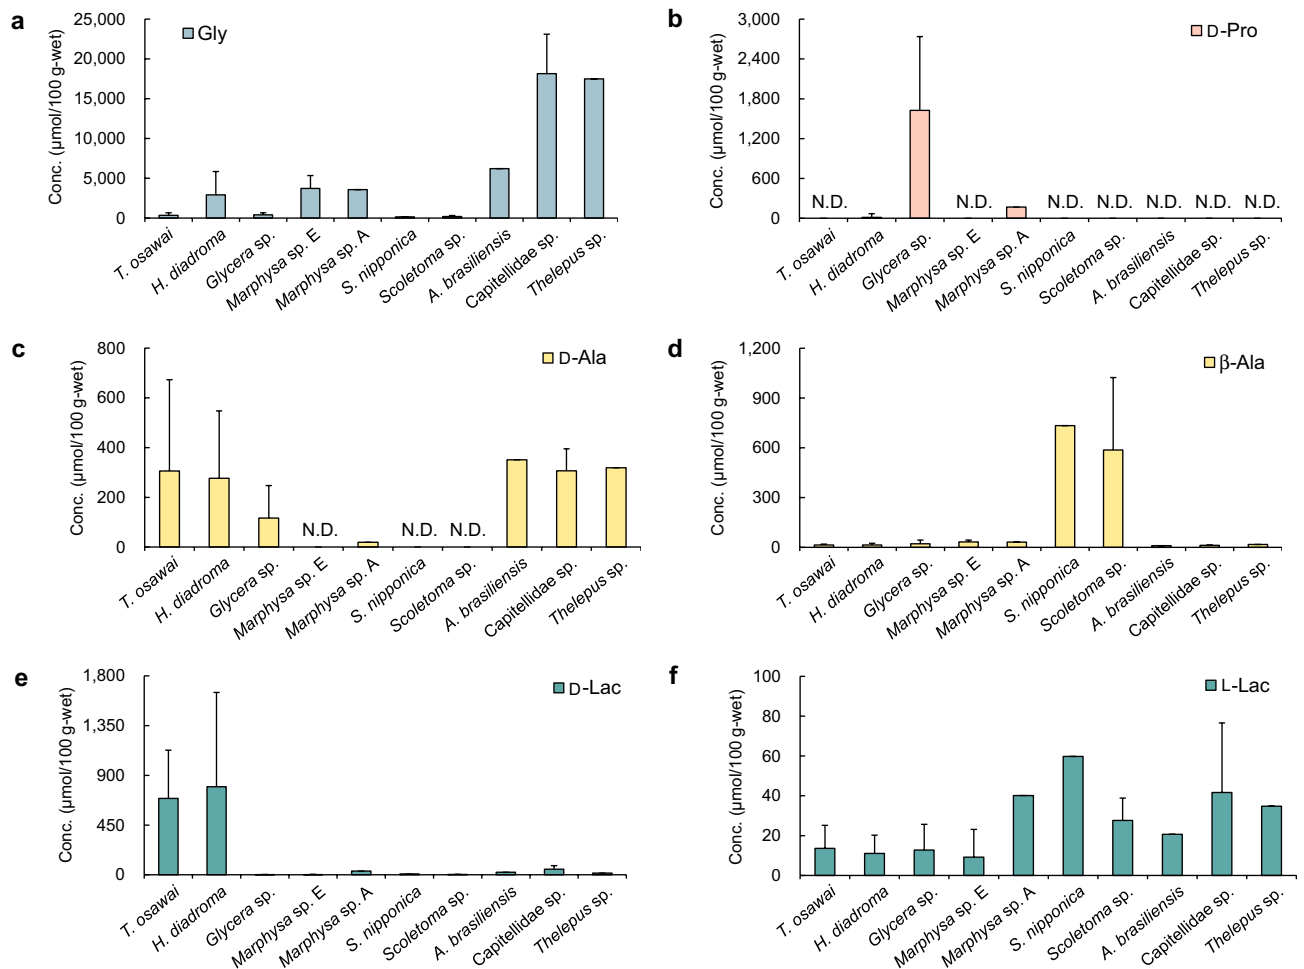 a
Gly
Conc. (μmol/100 g-wet)
25,000
20,000
15,000
10,000
5,000
0
T. osawai
H. diadroma
Glycera sp.
Marphysa sp. E
Marphysa sp. A
S. nipponica
Scoletoma sp.
A. brasiliensis
Capitellidae sp.
Thelepus sp.
b
D-Pro
Conc. (μmol/100 g-wet)
3,000
2,400
1,800
1,200
600
0
N.D. N.D. N.D. N.D. N.D. N.D. N.D.
T. osawai
H. diadroma
Glycera sp.
Marphysa sp. E
Marphysa sp. A
S. nipponica
Scoletoma sp.
A. brasiliensis
Capitellidae sp.
Thelepus sp.
c
D-Ala
Conc. (μmol/100 g-wet)
800
600
400
200
0
N.D. N.D. N.D.
T. osawai
H. diadroma
Glycera sp.
Marphysa sp. E
Marphysa sp. A
S. nipponica
Scoletoma sp.
A. brasiliensis
Capitellidae sp.
Thelepus sp.
d
β-Ala
Conc. (μmol/100 g-wet)
1,200
900
600
300
0
T. osawai
H. diadroma
Glycera sp.
Marphysa sp. E
Marphysa sp. A
S. nipponica
Scoletoma sp.
A. brasiliensis
Capitellidae sp.
Thelepus sp.
e
D-Lac
Conc. (μmol/100 g-wet)
1,800
1,350
900
450
0
T. osawai
H. diadroma
Glycera sp.
Marphysa sp. E
Marphysa sp. A
S. nipponica
Scoletoma sp.
A. brasiliensis
Capitellidae sp.
Thelepus sp.
f
L-Lac
Conc. (μmol/100 g-wet)
100
80
60
40
20
0
T. osawai
H. diadroma
Glycera sp.
Marphysa sp. E
Marphysa sp. A
S. nipponica
Scoletoma sp.
A. brasiliensis
Capitellidae sp.
Thelepus sp.